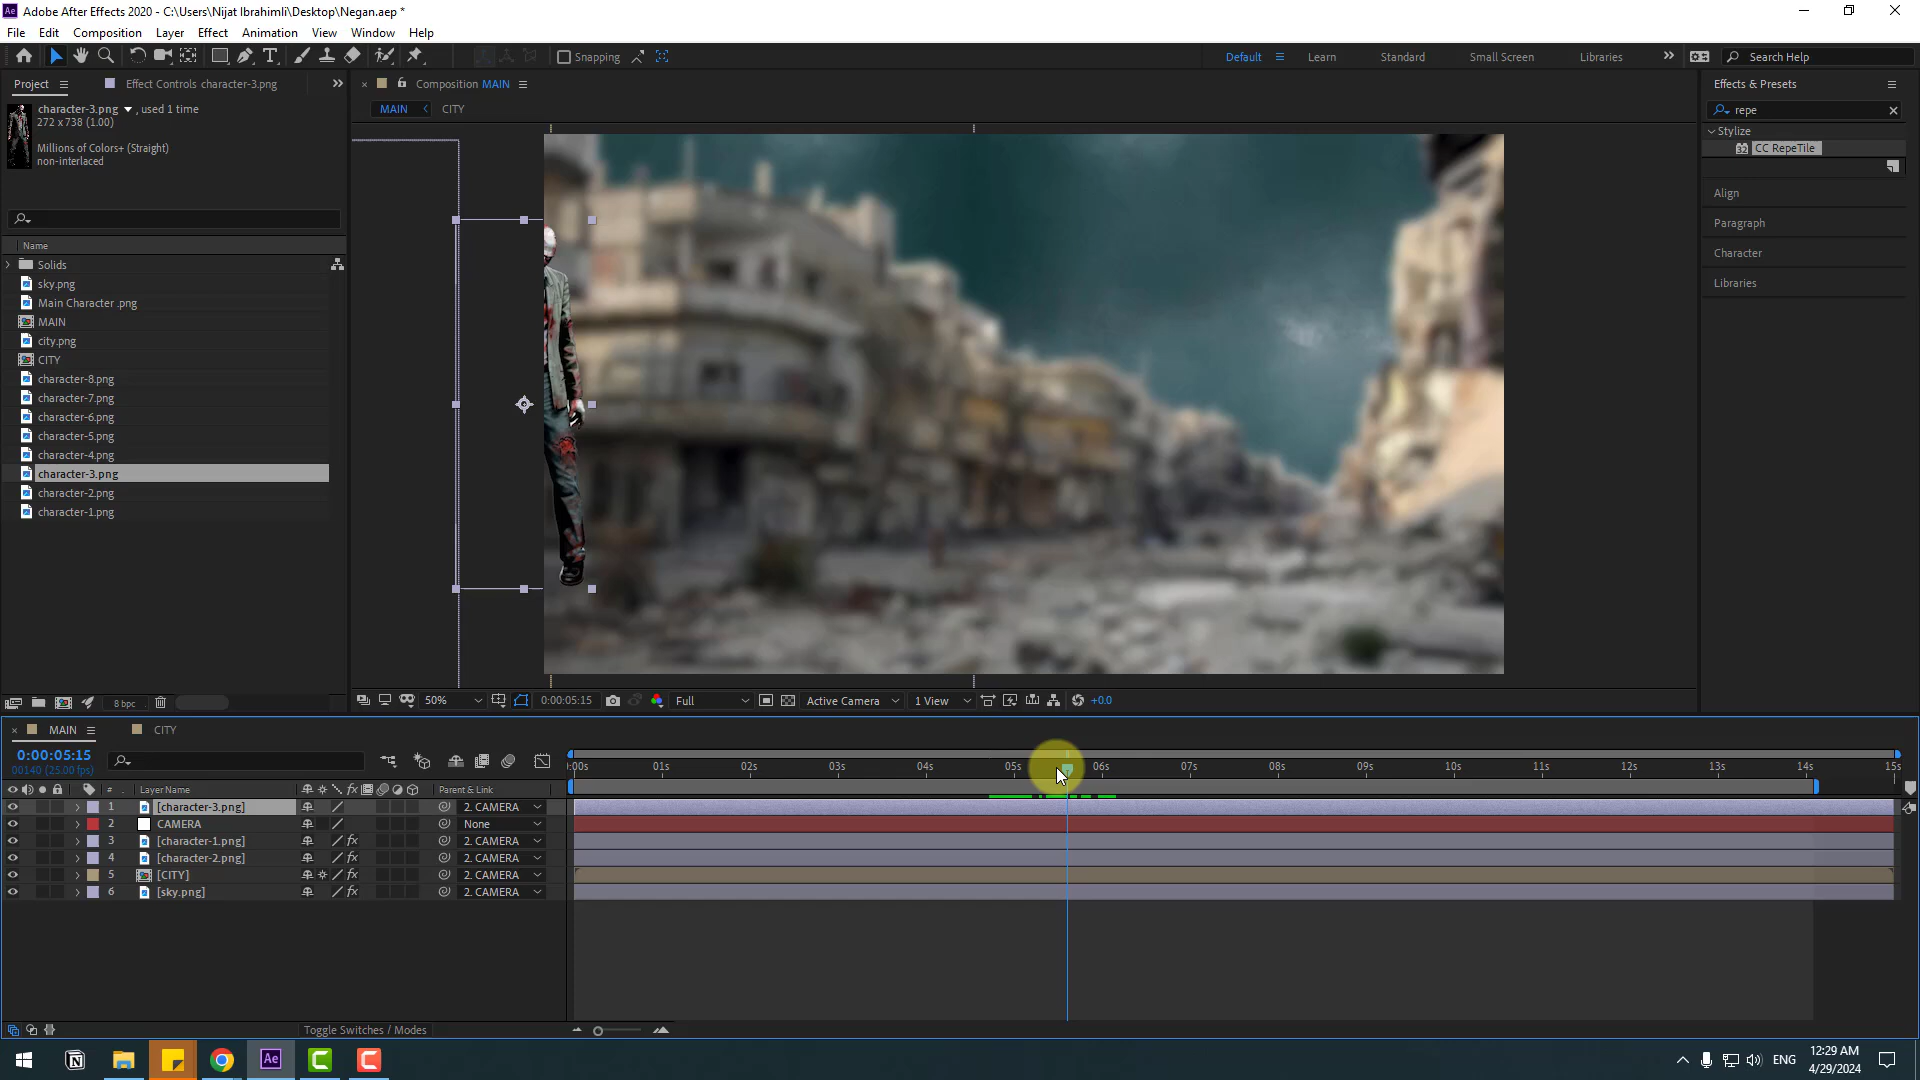 Adobe After Effects 2020 - C:\Users\Nijat Ibrahimli\Desktop\Negan.aep *
File Edit Composition Layer Effect Animation View Window Help
Snapping Default Learn Standard Small Screen Libraries Search Help
Project Effect Controls character-3.png Composition MAIN Effects & Presets
character-3.png , used 1 time
272 x 738 (1.00)
MAIN CITY
repe
Stylize
CC RepeTile
Millions of Colors+ (Straight)
non-interlaced
Align
Paragraph
Character
Libraries
Name
Solids
sky.png
Main Character .png
MAIN
city.png
CITY
character-8.png
character-7.png
character-6.png
character-5.png
character-4.png
character-3.png
character-2.png
character-1.png
8 bpc 50% 0:00:05:15 Full Active Camera 1 View +0.0
MAIN CITY
0:00:05:15
00140 (25.00 fps)
:00s 01s 02s 03s 04s 05s 06s 07s 08s 09s 10s 11s 12s 13s 14s 15s
# Layer Name Parent & Link
1 [character-3.png] 2. CAMERA
2 CAMERA None
3 [character-1.png] 2. CAMERA
4 [character-2.png] 2. CAMERA
5 [CITY] 2. CAMERA
6 [sky.png] 2. CAMERA
Toggle Switches / Modes
Ae ENG 12:29 AM
4/29/2024